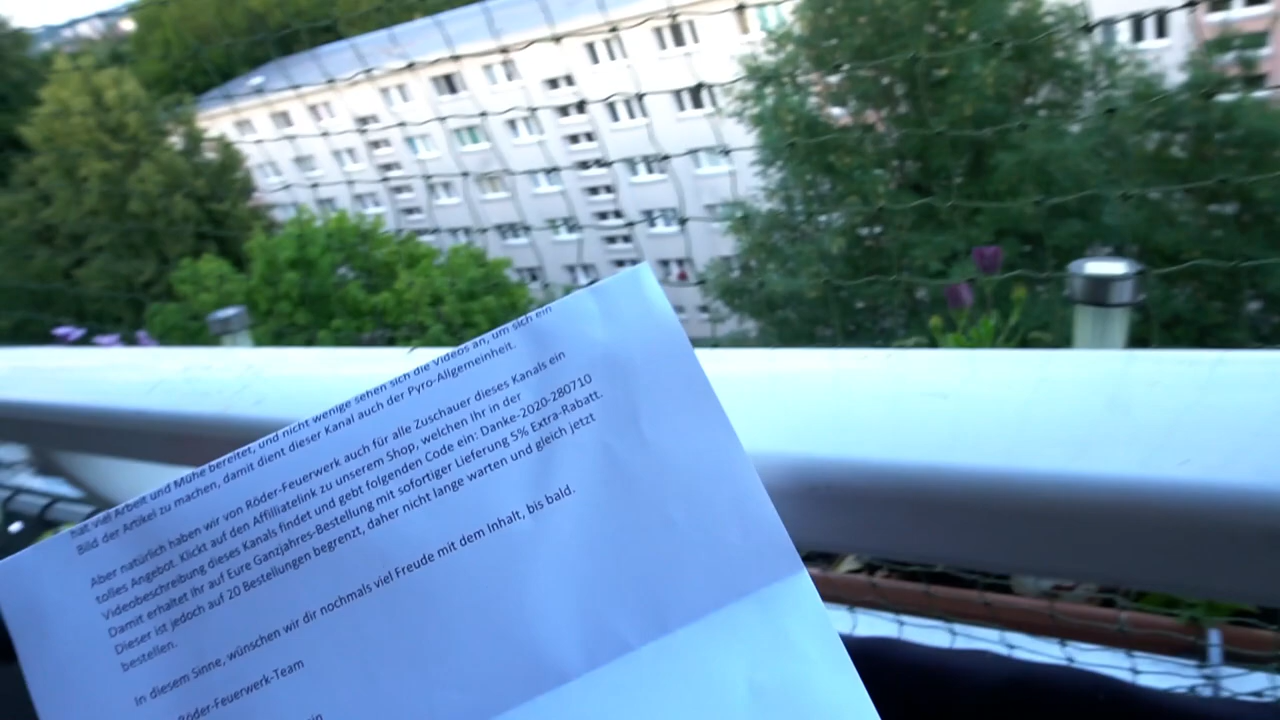 hat viel Arbeit und Mühe bereitet, und nicht wenige sehen sich die Videos an, um sich ein
Bild der Artikel zu machen, damit dient dieser Kanal auch der Pyro-Allgemeinheit.
Aber natürlich haben wir von Röder-Feuerwerk auch für alle Zuschauer dieses Kanals ein
tolles Angebot. Klickt auf den Affiliatelink zu unserem Shop, welchen Ihr in der
Videobeschreibung dieses Kanals findet und gebt folgenden Code ein: Danke-2020-280710
Damit erhaltet ihr auf Eure Ganzjahres-Bestellung mit sofortiger Lieferung 5% Extra-Rabatt.
Dieser ist jedoch auf 20 Bestellungen begrenzt, daher nicht lange warten und gleich jetzt
bestellen.
In diesem Sinne, wünschen wir dir nochmals viel Freude mit dem Inhalt, bis bald.
Röder-Feuerwerk-Team